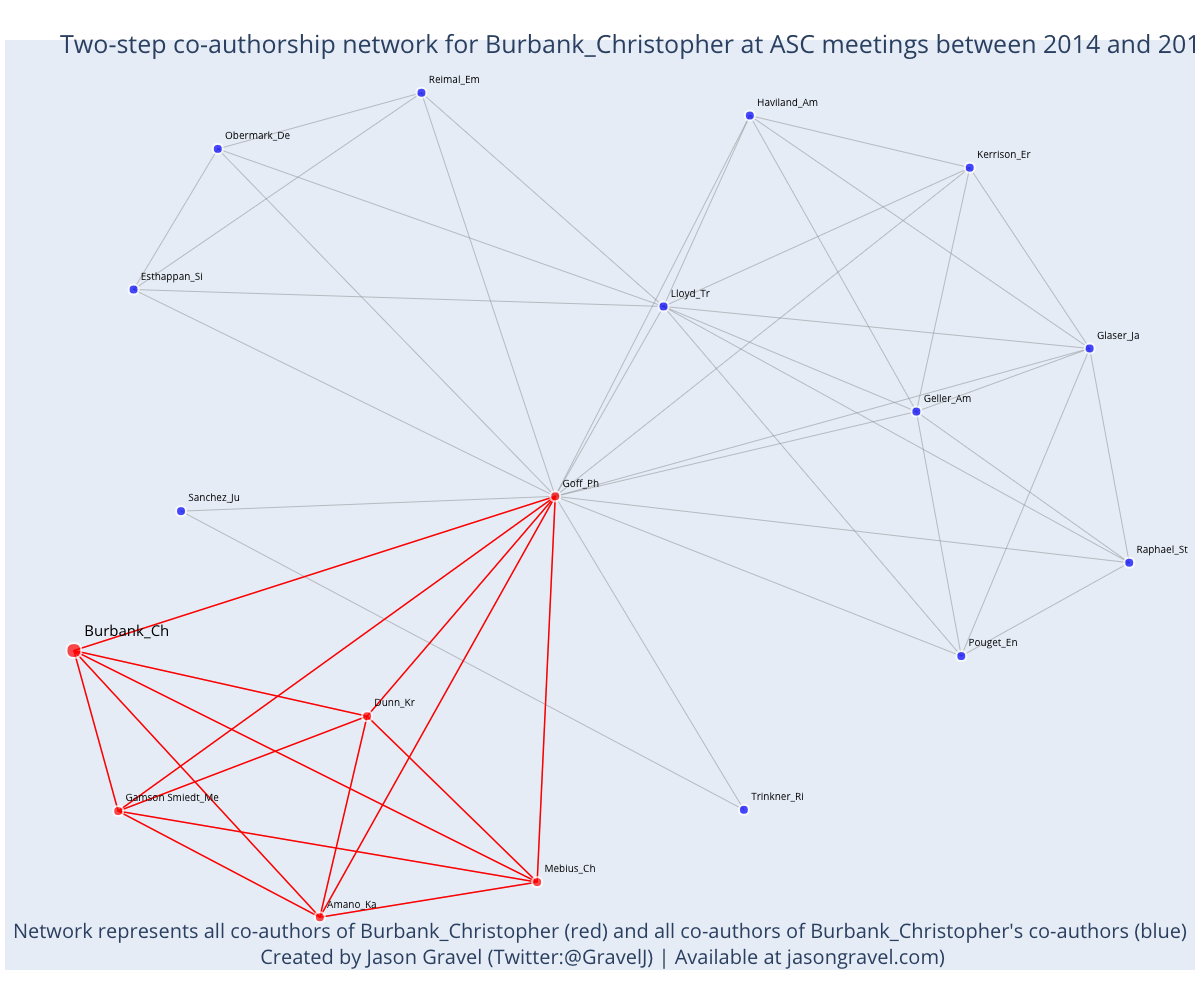 Two-step co-authorship network for Burbank_Christopher at ASC meetings between 2014 and 201
Reimal_Em
Haviland_Am
Obermark_De
Kerrison_Er
Esthappan_Si
Lloyd_Tr
Glaser_Ja
Geller_Am
Goff_Ph
Sanchez_Ju
Raphael_St
Burbank_Ch
Pouget_En
Dunn_Kr
Gamson Smiedt_Me
Trinkner_Ri
Mebius_Ch
Amano_Ka
Network represents all co-authors of Burbank_Christopher (red) and all co-authors of Burbank_Christopher's co-authors (blue)
Created by Jason Gravel (Twitter:@GravelJ) | Available at jasongravel.com)